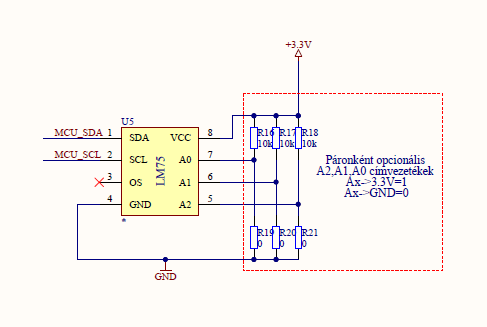 +3.3V
U5
MCU_SDA 1 SDA VCC 8
MCU_SCL 2 SCL A0 7
3 OS A1 6
4 GND A2 5
LM75
*
R16 R17 R18
10k 10k 10k
Páronként opcionális
A2,A1,A0 címvezetékek
Ax->3.3V=1
Ax->GND=0
R19 R20 R21
0 0 0
GND